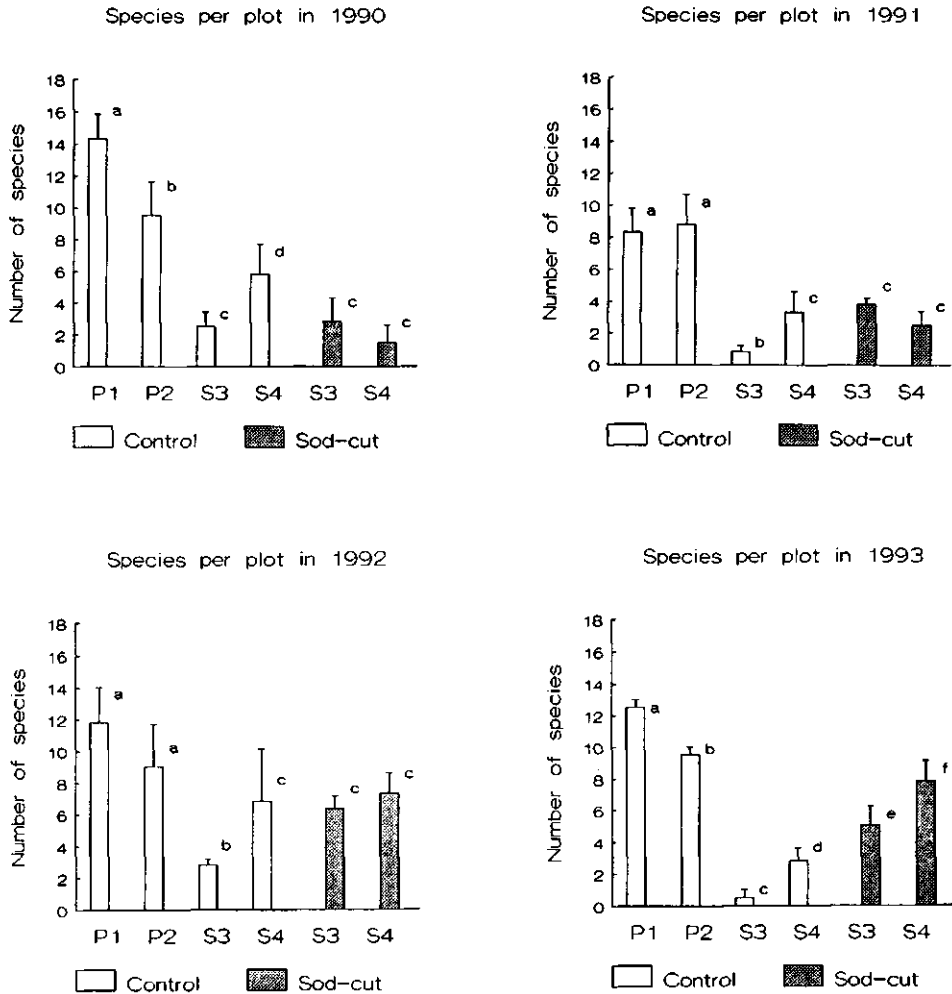 Species per plot in 1990
Number of species
18
16
14
12
10
8
6
4
2
0
a
b
c
d
c
c
P1 P2 S3 S4 S3 S4
Control Sod-cut
Species per plot in 1991
Number of species
18
16
14
12
10
8
6
4
2
0
a
a
b
c
c
c
P1 P2 S3 S4 S3 S4
Control Sod-cut
Species per plot in 1992
Number of species
18
16
14
12
10
8
6
4
2
0
a
a
b
c
c
c
P1 P2 S3 S4 S3 S4
Control Sod-cut
Species per plot in 1993
Number of species
18
16
14
12
10
8
6
4
2
0
a
b
c
d
e
f
P1 P2 S3 S4 S3 S4
Control Sod-cut